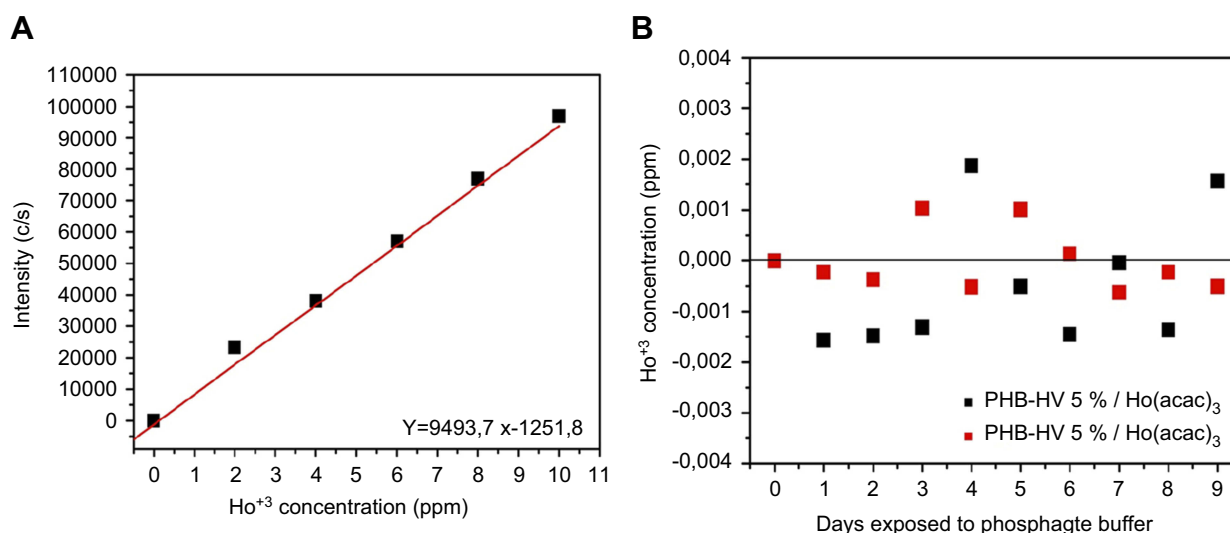 A
110000
100000
90000
80000
70000
60000
50000
40000
30000
20000
10000
0
Intensity (c/s)
Y=9493,7 x-1251,8
0 1 2 3 4 5 6 7 8 9 10 11
Ho+3 concentration (ppm)
B
0,004
0,003
0,002
0,001
0,000
-0,001
-0,002
-0,003
-0,004
Ho+3 concentration (ppm)
PHB-HV 5 % / Ho(acac)3
PHB-HV 5 % / Ho(acac)3
0 1 2 3 4 5 6 7 8 9
Days exposed to phosphagte buffer